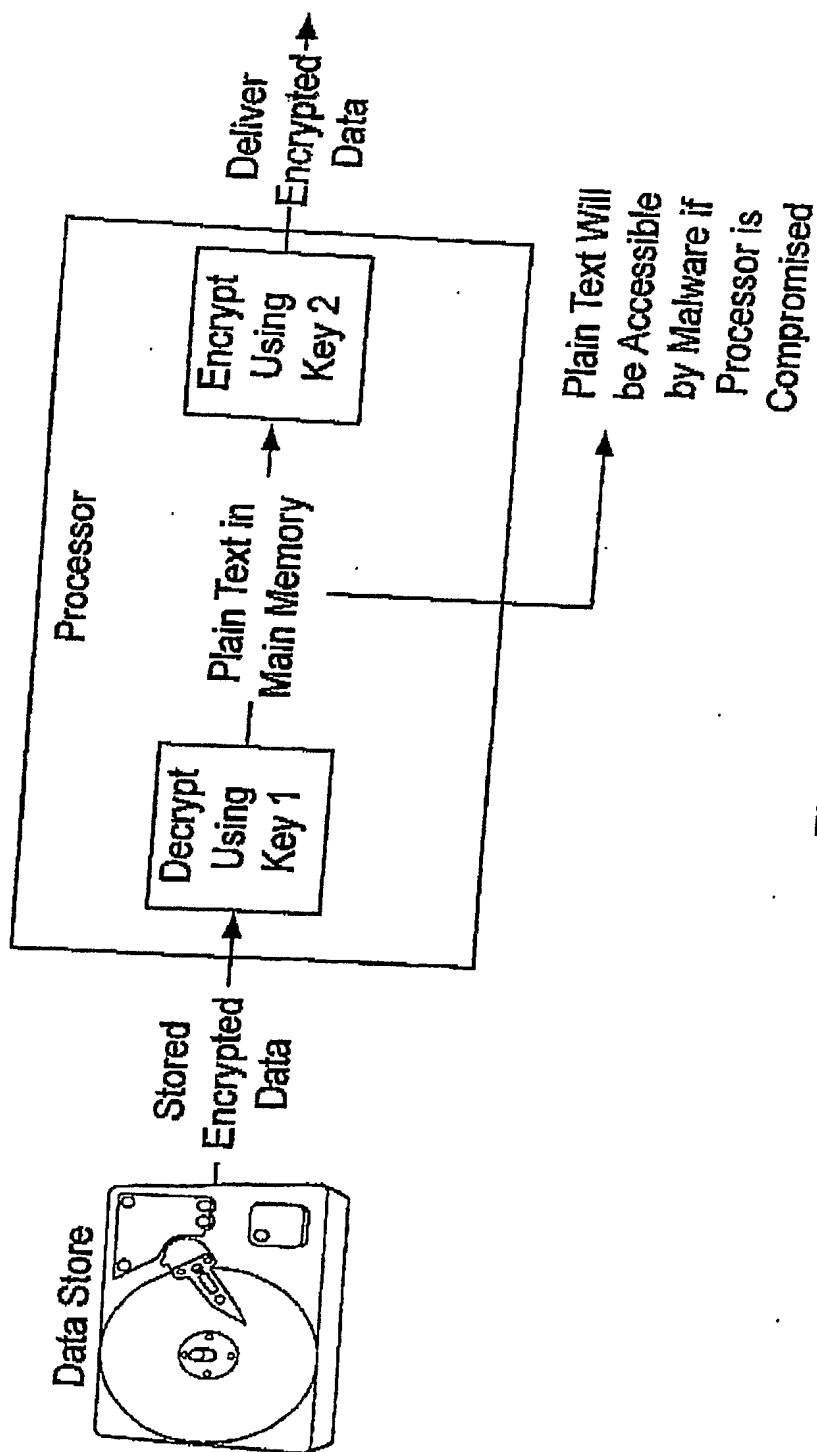 Data Store
Stored
Encrypted
Data
Processor
Decrypt
Using
Key 1
Plain Text in
Main Memory
Encrypt
Using
Key 2
Deliver
Encrypted
Data
Plain Text Will
be Accessible
by Malware if
Processor is
Compromised